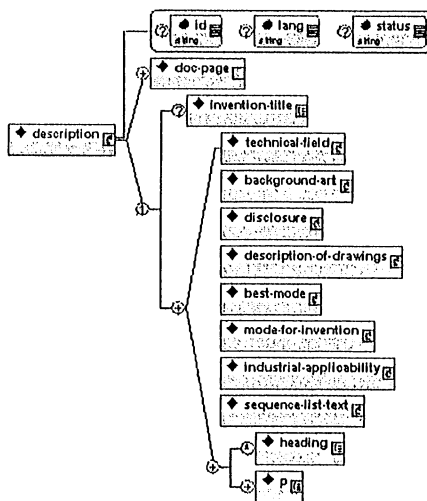 id lang status
string string string
doc-page
invention-title
description
technical-field
background-art
disclosure
description-of-drawings
best-mode
mode-for-invention
industrial-applicability
sequence-list-text
heading
p